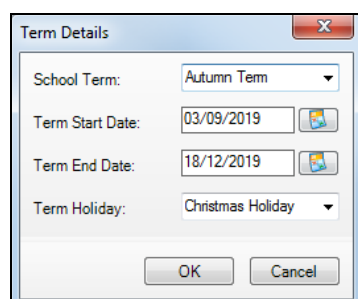 Term Details
School Term: Autumn Term
Term Start Date: 03/09/2019
Term End Date: 18/12/2019
Term Holiday: Christmas Holiday
OK Cancel